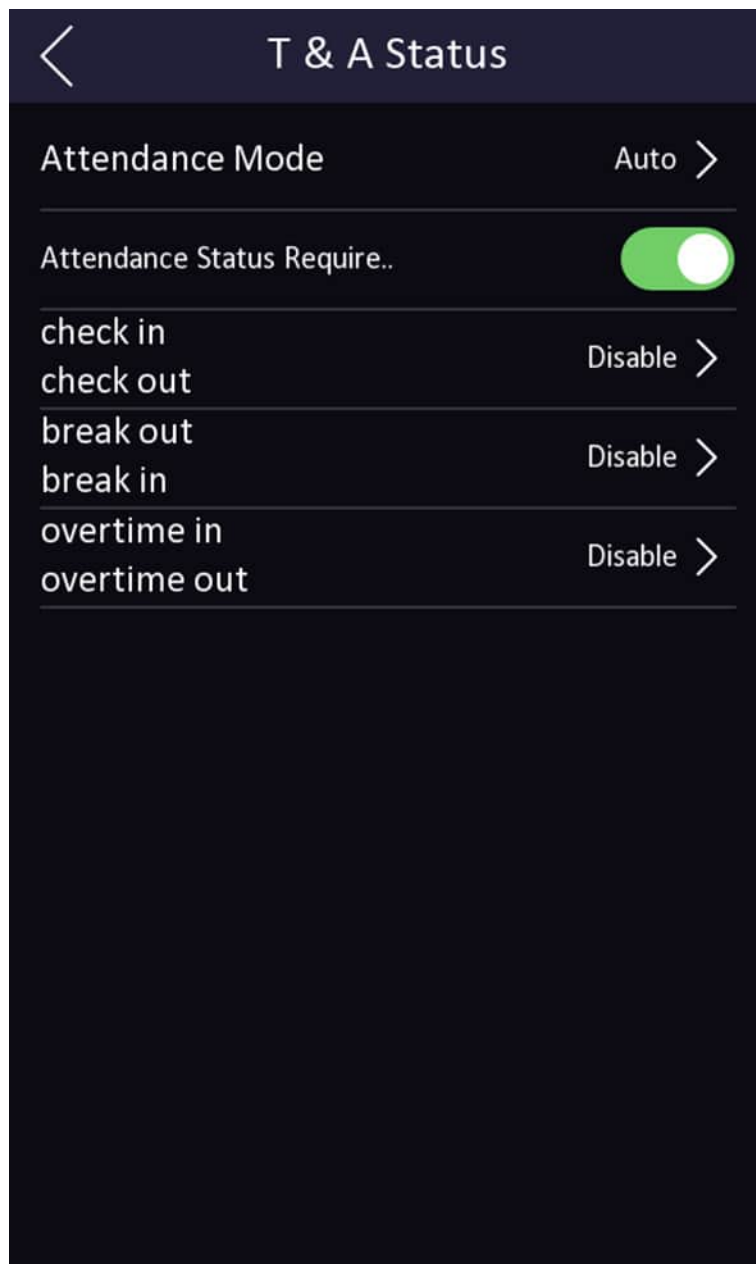 T & A Status
Attendance Mode Auto
Attendance Status Require..
check in
check out
Disable
break out
break in
Disable
overtime in
overtime out
Disable